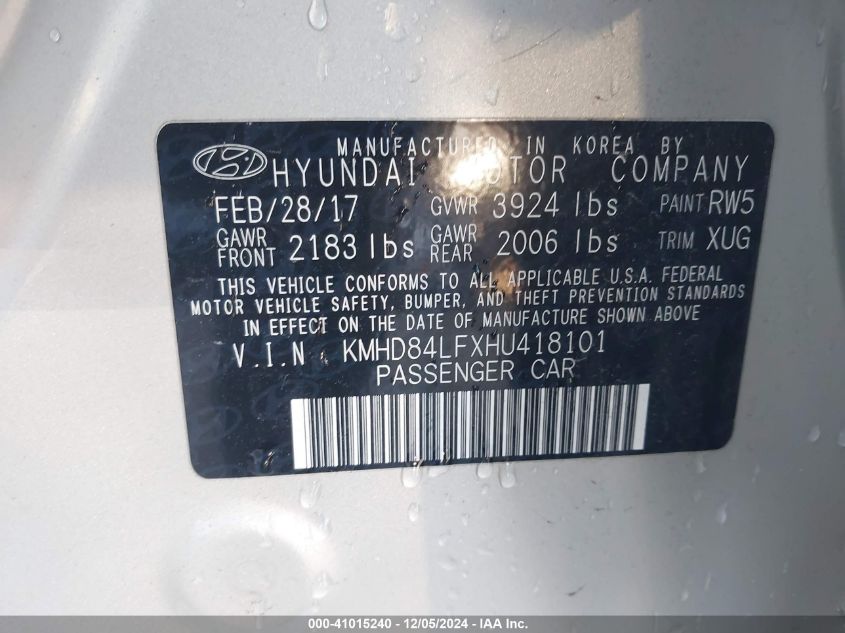 MANUFACTURED IN KOREA BY
HYUNDAI MOTOR COMPANY
FEB/28/17 GVWR 3924 lbs PAINT RW5
GAWR FRONT 2183 lbs GAWR REAR 2006 lbs TRIM XUG
THIS VEHICLE CONFORMS TO ALL APPLICABLE U.S.A. FEDERAL
MOTOR VEHICLE SAFETY, BUMPER, AND THEFT PREVENTION STANDARDS
IN EFFECT ON THE DATE OF MANUFACTURE SHOWN ABOVE
V.I.N. KMHD84LFXHU418101
PASSENGER CAR
000-41015240 - 12/05/2024 - IAA Inc.